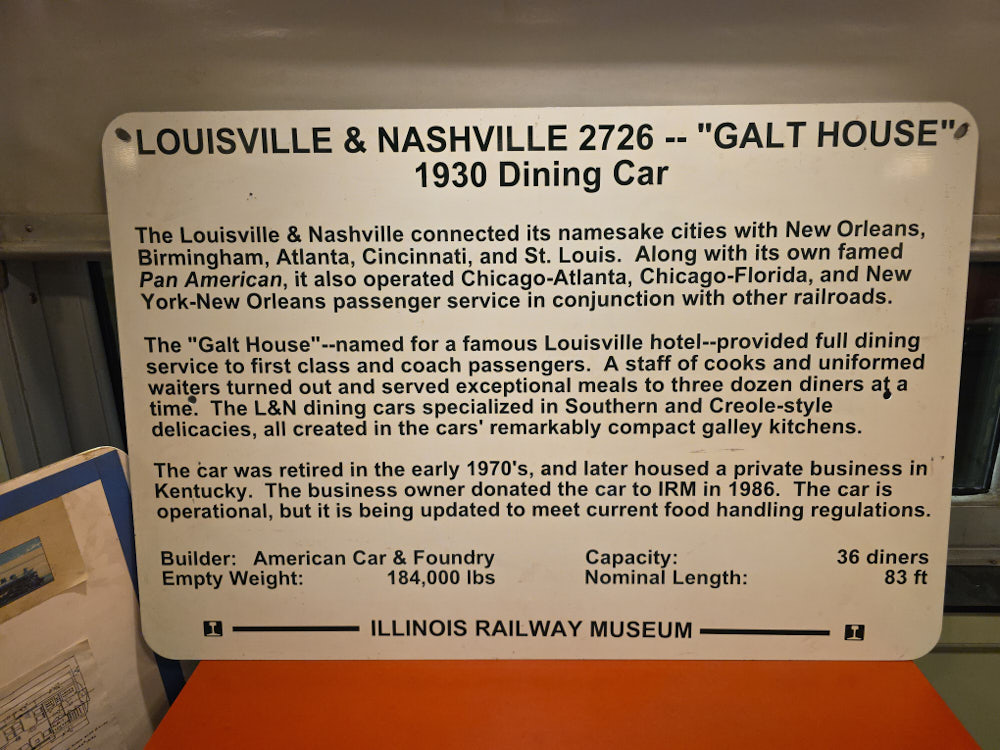 LOUISVILLE & NASHVILLE 2726 -- "GALT HOUSE"
1930 Dining Car
The Louisville & Nashville connected its namesake cities with New Orleans,
Birmingham, Atlanta, Cincinnati, and St. Louis. Along with its own famed
Pan American, it also operated Chicago-Atlanta, Chicago-Florida, and New
York-New Orleans passenger service in conjunction with other railroads.
The "Galt House"--named for a famous Louisville hotel--provided full dining
service to first class and coach passengers. A staff of cooks and uniformed
waiters turned out and served exceptional meals to three dozen diners at a
time. The L&N dining cars specialized in Southern and Creole-style
delicacies, all created in the cars' remarkably compact galley kitchens.
The car was retired in the early 1970's, and later housed a private business in
Kentucky. The business owner donated the car to IRM in 1986. The car is
operational, but it is being updated to meet current food handling regulations.
Builder: American Car & Foundry Capacity: 36 diners
Empty Weight: 184,000 lbs Nominal Length: 83 ft
ILLINOIS RAILWAY MUSEUM